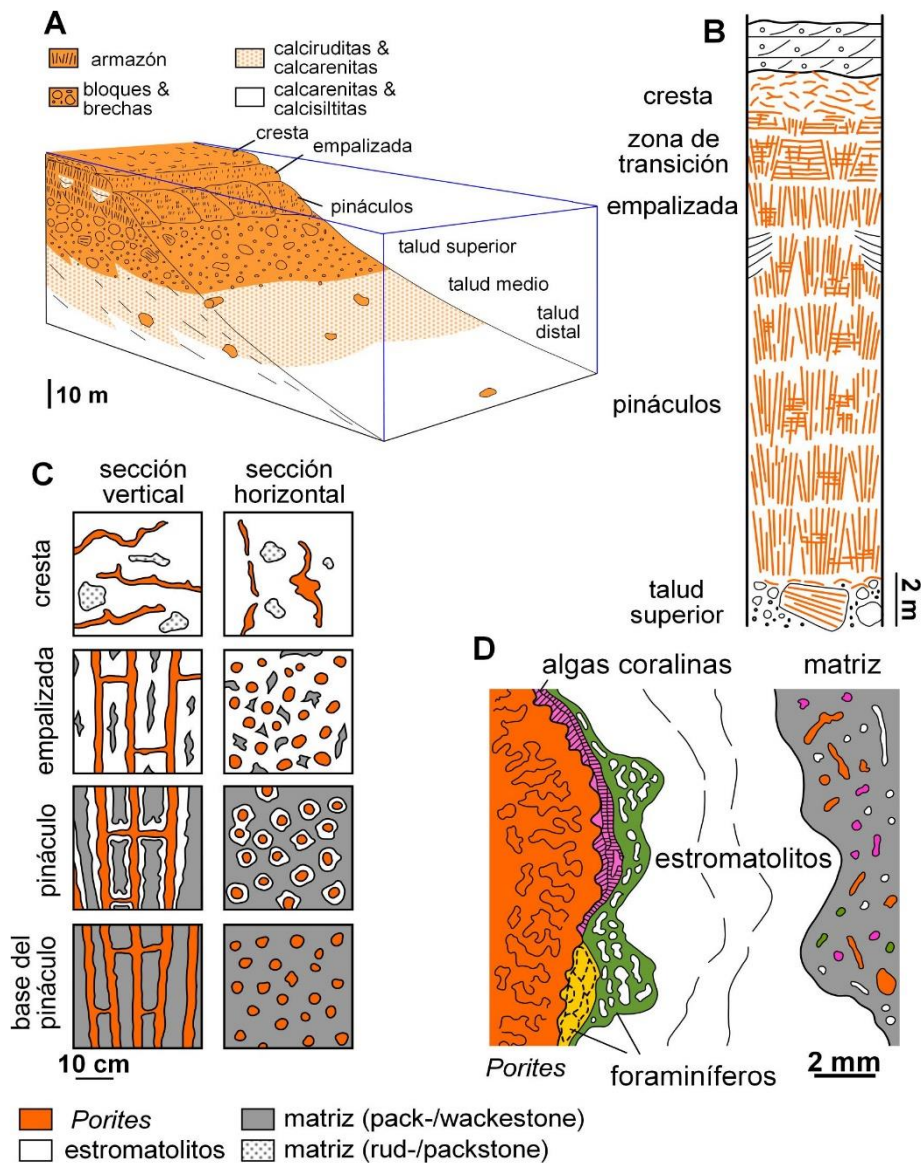 A
armazón
bloques &
brechas
calciruditas &
calcarenitas
calcarenitas &
calcisiltitas
cresta
empalizada
pináculos
talud superior
talud medio
talud
distal
10 m
B
cresta
zona de
transición
empalizada
pináculos
talud
superior
2 m
C
sección
vertical
sección
horizontal
cresta
empalizada
pináculo
base del
pináculo
10 cm
D
algas coralinas
matriz
estromatolitos
Porites
foraminíferos
2 mm
Porites
estromatolitos
matriz (pack-/wackestone)
matriz (rud-/packstone)